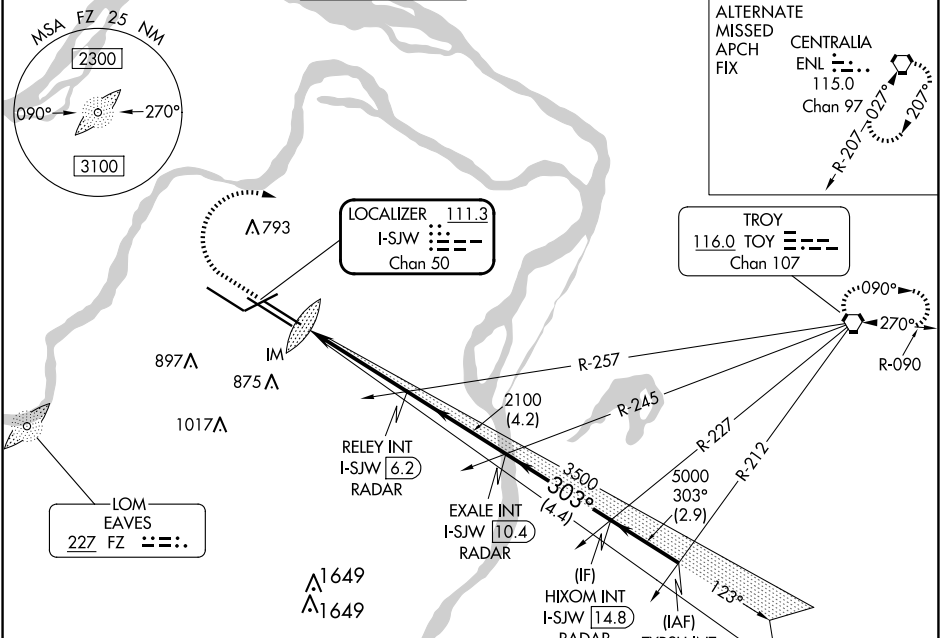 MSA FZ 25 NM
2300
090°
270°
3100
ALTERNATE
MISSED
APCH
FIX
CENTRALIA
ENL
115.0
Chan 97
R-207
027°
207°
793
LOCALIZER 111.3
I-SJW
Chan 50
TROY
116.0 TOY
Chan 107
090°
270°
R-090
IM
897
875
1017
R-257
R-245
R-227
R-212
2100
(4.2)
RELEY INT
I-SJW 6.2
RADAR
3500
303°
(4.4)
5000
303°
(2.9)
EXALE INT
I-SJW 10.4
RADAR
LOM
EAVES
227 FZ
1649
1649
(IF)
HIXOM INT
I-SJW 14.8
RADAR
(IAF)
123°